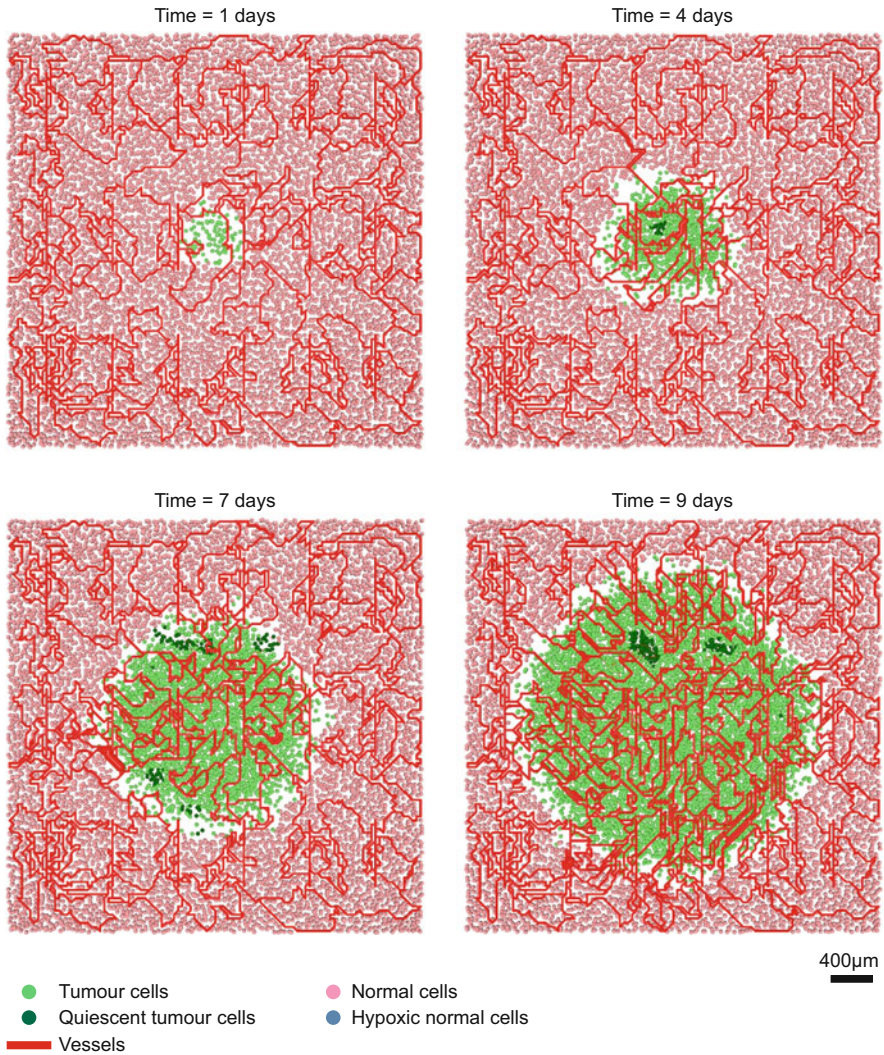 Time = 1 days
Time = 4 days
Time = 7 days
Time = 9 days
400μm
Tumour cells
Normal cells
Quiescent tumour cells
Hypoxic normal cells
Vessels